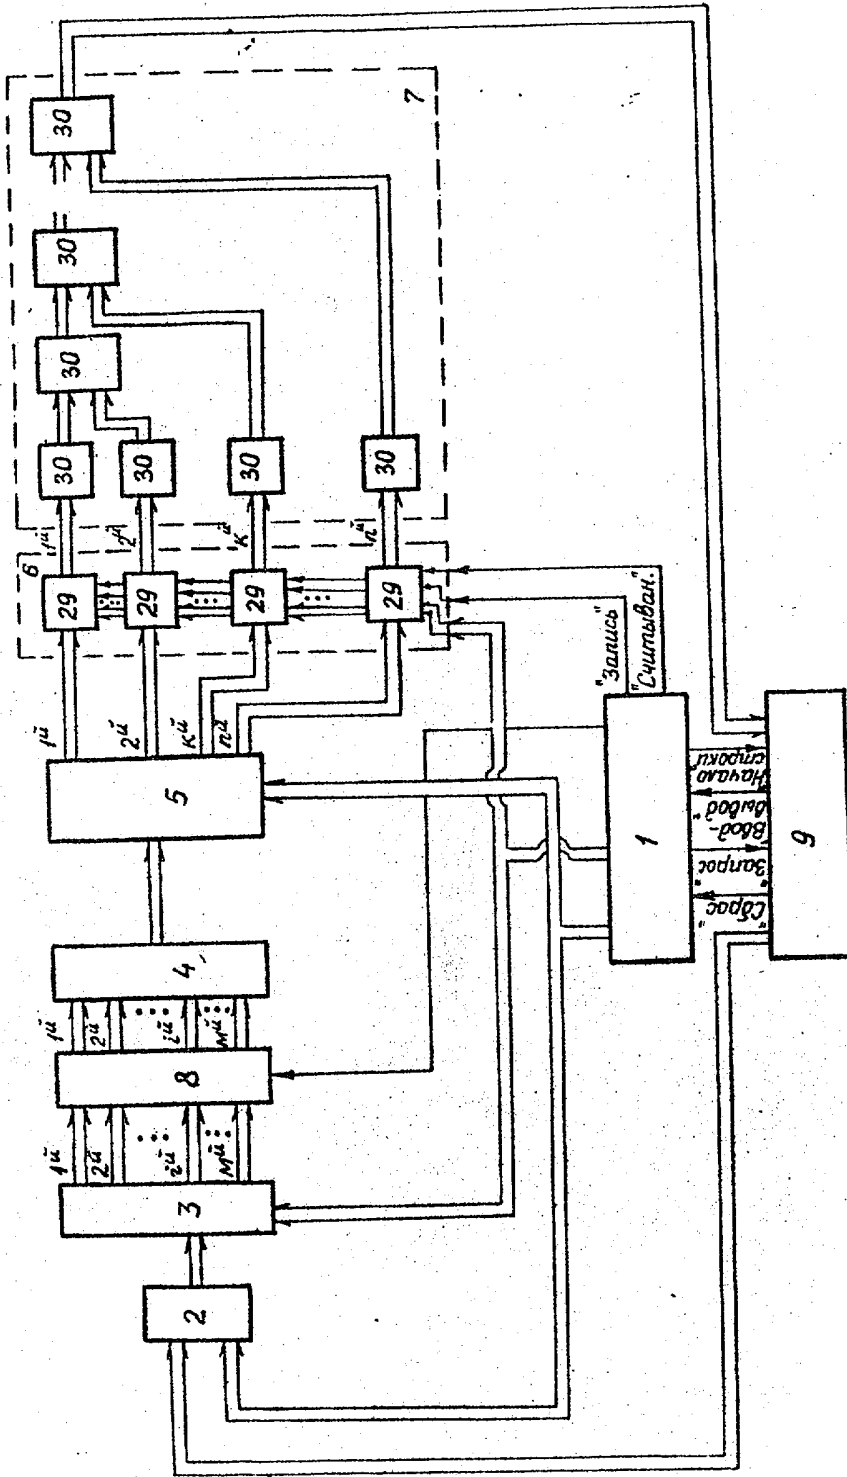 7
30
30
30
30
30
30
30
6
1й
2й
кй
пй
29
29
29
29
1й
2й
кй
пй
"Запись"
"Считыван."
5
1
9
"Начало
строки"
Ввод-
вывод"
"Запрос"
"Сброс"
4
1й
2й
iй
мй
8
1й
2й
iй
мй
3
2